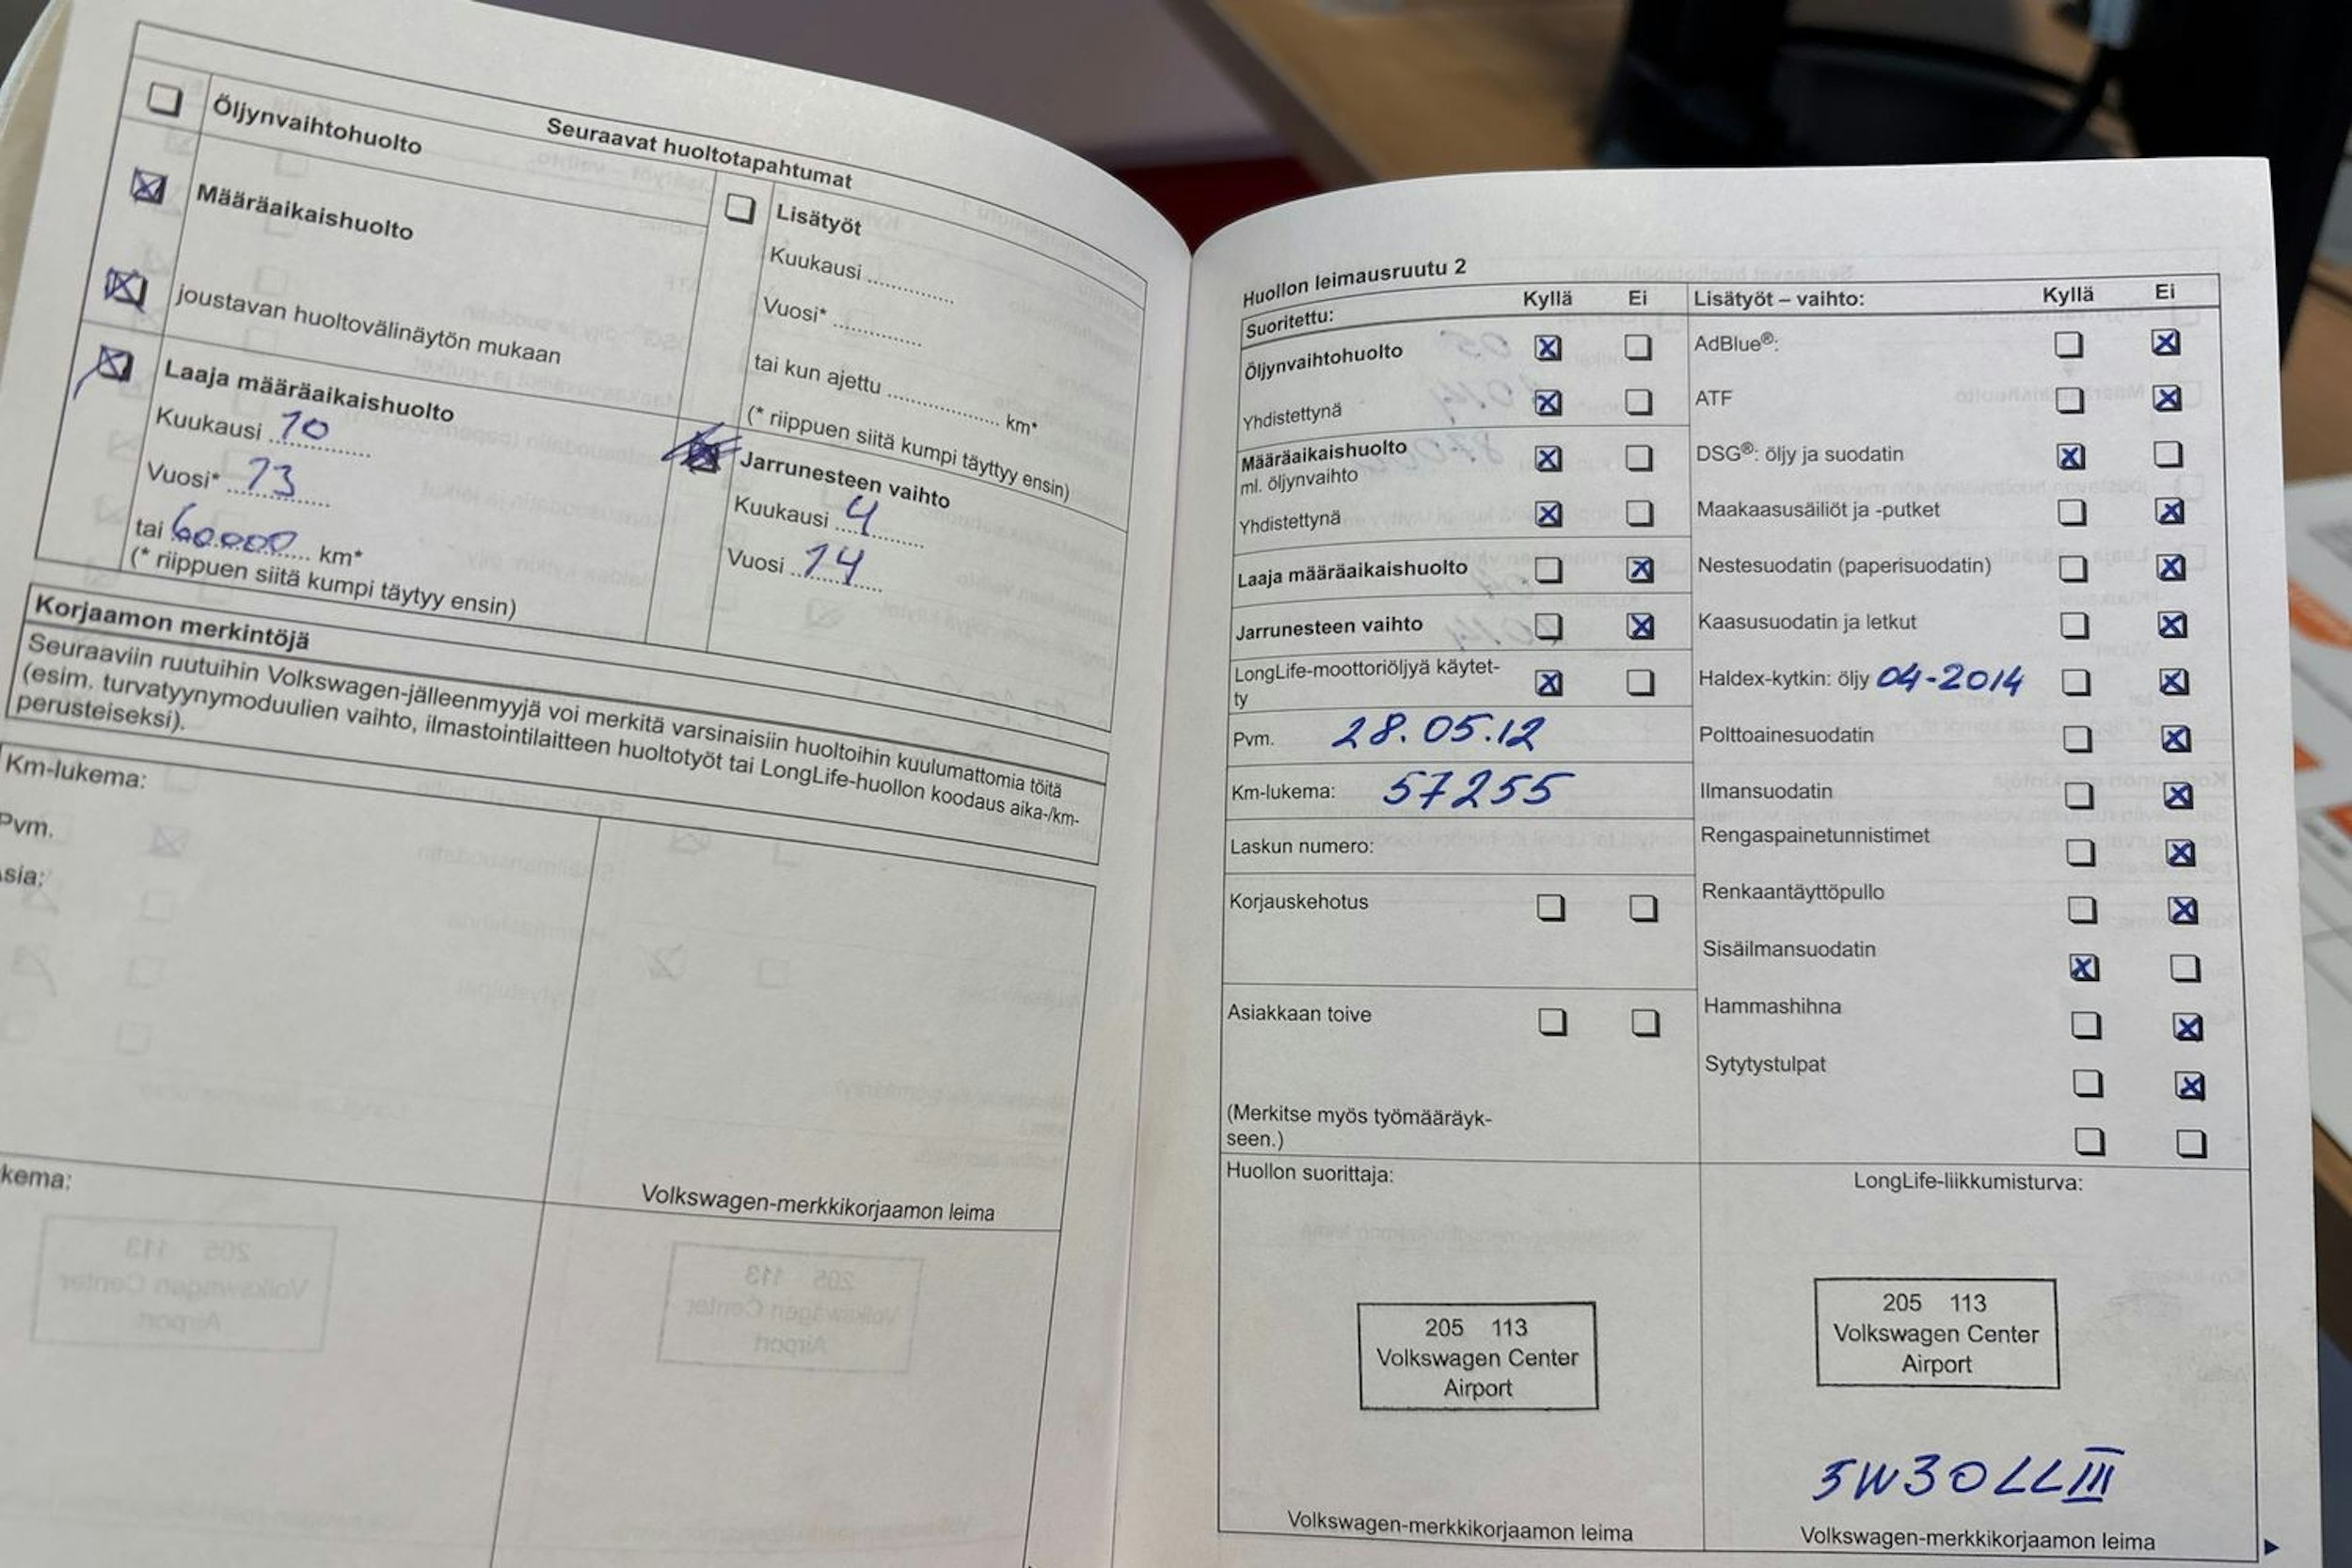 Seuraavat huoltotapahtumat
Öljynvaihtohuolto
Määräaikaishuolto
joustavan huoltovälinäytön mukaan
Laaja määräaikaishuolto
Kuukausi 10
Vuosi* 13
tai 60000 km*
(* riippuen siitä kumpi täytyy ensin)
Lisätyöt
Kuukausi
Vuosi*
tai kun ajettu km*
(* riippuen siitä kumpi täyttyy ensin)
Jarrunesteen vaihto
Kuukausi 4
Vuosi 14
Korjaamon merkintöjä
Seuraaviin ruutuihin Volkswagen-jälleenmyyjä voi merkitä varsinaisiin huoltoihin kuulumattomia töitä
(esim. turvatyynymoduulien vaihto, ilmastointilaitteen huoltotyöt tai LongLife-huollon koodaus aika-/km-
perusteiseksi).
Km-lukema:
Pvm.
sia:
Volkswagen-merkkikorjaamon leima
kema:
Huollon leimausruutu 2
Suoritettu: Kyllä Ei
Öljynvaihtohuolto
Yhdistettynä
Määräaikaishuolto
ml. öljynvaihto
Yhdistettynä
Laaja määräaikaishuolto
Jarrunesteen vaihto
LongLife-moottoriöljyä käytet-
ty
Pvm. 28.05.12
Km-lukema: 57255
Laskun numero:
Korjauskehotus
Asiakkaan toive
(Merkitse myös työmääräyk-
seen.)
Huollon suorittaja:
205 113
Volkswagen Center
Airport
Volkswagen-merkkikorjaamon leima
Lisätyöt – vaihto: Kyllä Ei
AdBlue®:
ATF
DSG®: öljy ja suodatin
Maakaasusäiliöt ja -putket
Nestesuodatin (paperisuodatin)
Kaasusuodatin ja letkut
Haldex-kytkin: öljy 04-2014
Polttoainesuodatin
Ilmansuodatin
Rengaspainetunnistimet
Renkaantäyttöpullo
Sisäilmansuodatin
Hammashihna
Sytytystulpat
LongLife-liikkumisturva:
205 113
Volkswagen Center
Airport
5W30LLIII
Volkswagen-merkkikorjaamon leima